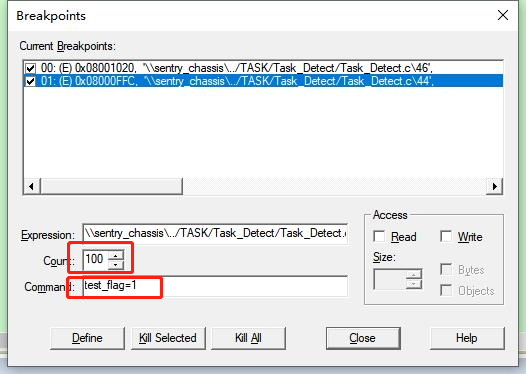 Breakpoints
Current Breakpoints:
00: (E) 0x08001020, "\\sentry_chassis\../TASK/Task_Detect/Task_Detect.c\46",
01: (E) 0x08000FFC, "\\sentry_chassis\../TASK/Task_Detect/Task_Detect.c\44",
Expression: \\sentry_chassis\../TASK/Task_Detect/Task_Detect.
Count: 100
Command: test_flag=1
Access
Read Write
Size:
Bytes
Objects
Define Kill Selected Kill All Close Help